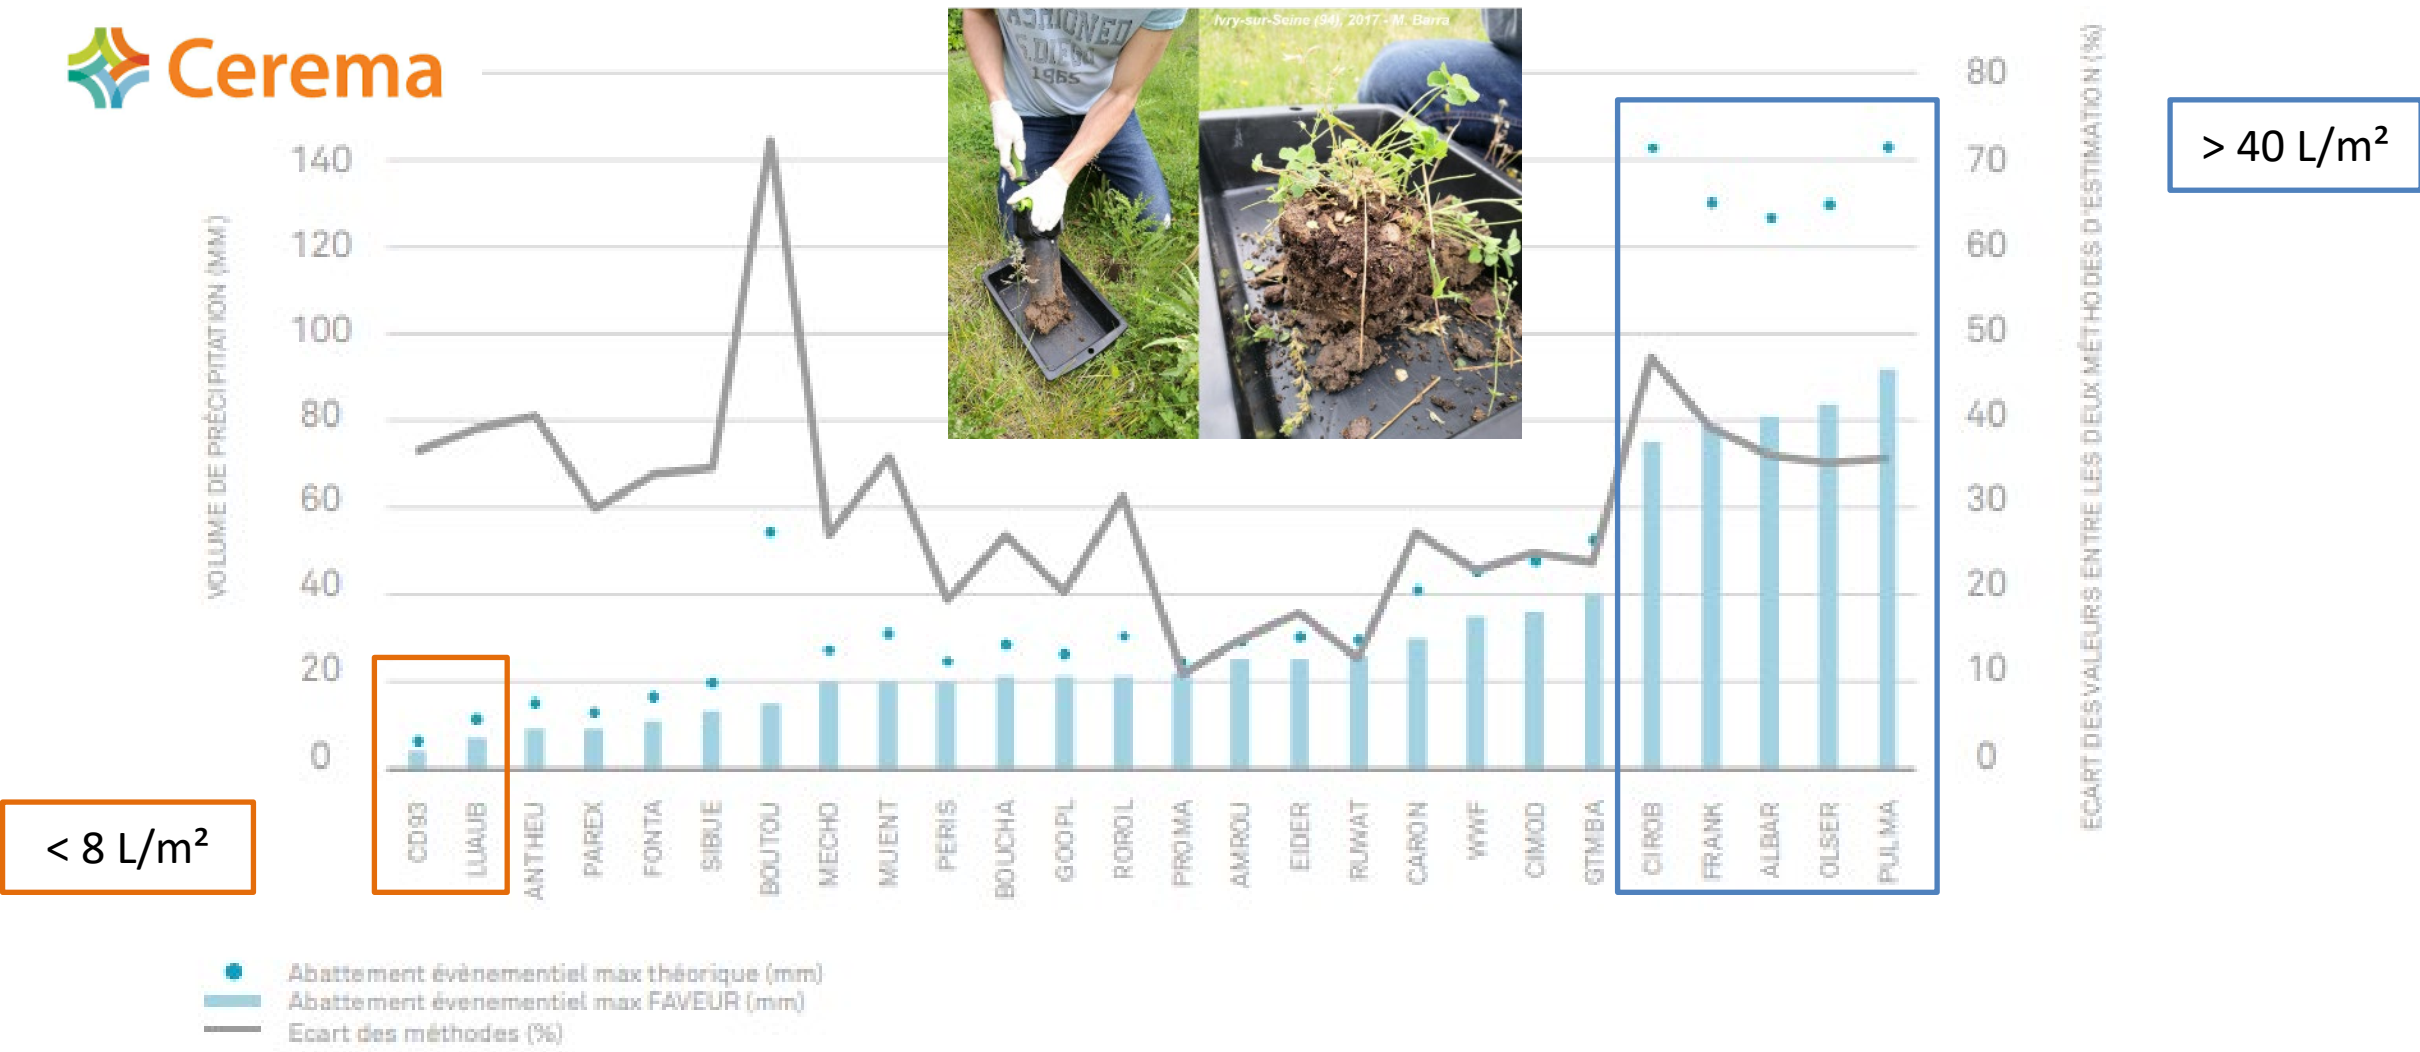 Cerema
ASHIONED
S.DIEGO
1965
Ivry-sur-Seine (94), 2017 - M. Barra
> 40 L/m²
< 8 L/m²
VOLUME DE PRÉCIPITATION (MM)
140
120
100
80
60
40
20
0
80
70
60
50
40
30
20
10
0
ECART DES VALEURS ENTRE LES DEUX MÉTHODES D'ESTIMATION (%)
CD93
LUAUB
ANTHEU
PAREX
FONTA
SIBUE
BOUTOU
MECHO
MUENT
PERIS
BOUCHA
GOOPL
ROROL
PROMA
AMROU
EIDER
RUWAT
CARON
WWF
CIMOD
GTMBA
CIROB
FRANK
ALBAR
OLSER
PULMA
Abattement évènementiel max théorique (mm)
Abattement évenementiel max FAVEUR (mm)
Ecart des méthodes (%)